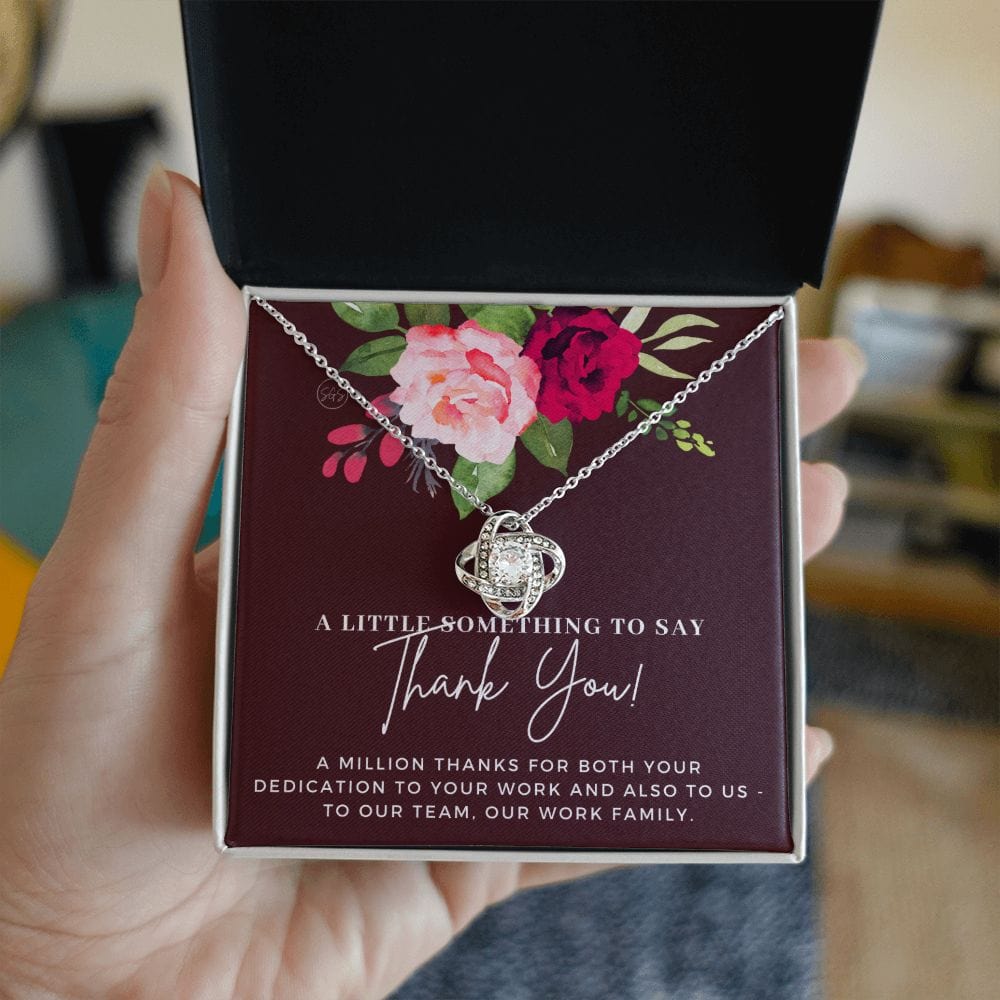 SGS
A LITTLE SOMETHING TO SAY
Thank You!
A MILLION THANKS FOR BOTH YOUR
DEDICATION TO YOUR WORK AND ALSO TO US -
TO OUR TEAM, OUR WORK FAMILY.